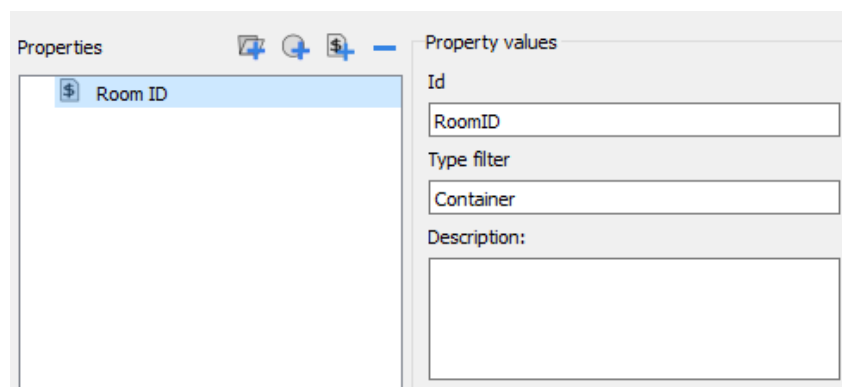 Properties
Room ID
Property values
Id
RoomID
Type filter
Container
Description: